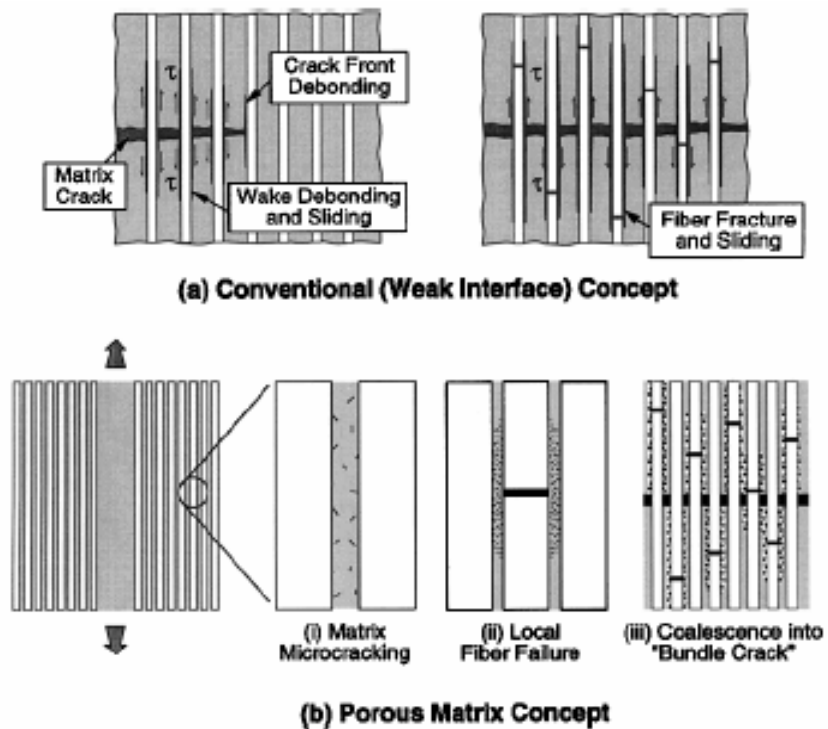 τ
Crack Front
Debonding
Matrix
Crack
τ
Wake Debonding
and Sliding
τ
τ
Fiber Fracture
and Sliding
(a) Conventional (Weak Interface) Concept
(i) Matrix
Microcracking
(ii) Local
Fiber Failure
(iii) Coalescence into
"Bundle Crack"
(b) Porous Matrix Concept